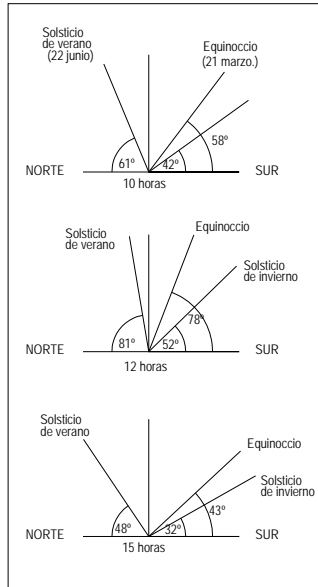 Solsticio
de verano
(22 junio)
Equinoccio
(21 marzo.)
58º
61º
42º
NORTE
SUR
10 horas
Solsticio
de verano
Equinoccio
Solsticio
de invierno
78º
81º
52º
NORTE
SUR
12 horas
Solsticio
de verano
Equinoccio
Solsticio
de invierno
43º
48º
32º
NORTE
SUR
15 horas